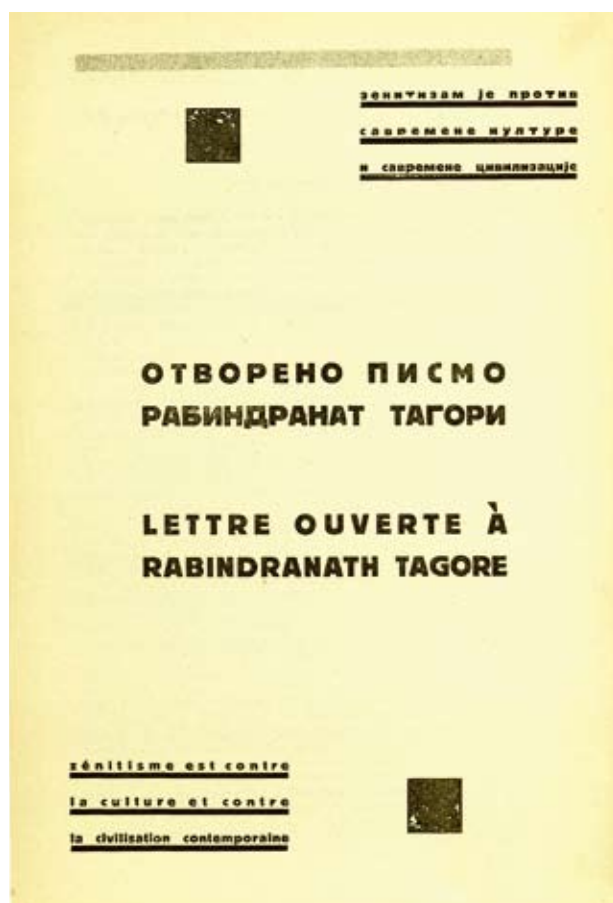 зенитизам је против
савремене културе
и савремене цивилизације
ОТВОРЕНО ПИСМО
РАБИНДРАНАТ ТАГОРИ
LETTRE OUVERTE À
RABINDRANATH TAGORE
zénitisme est contre
la culture et contre
la civilisation contemporaine